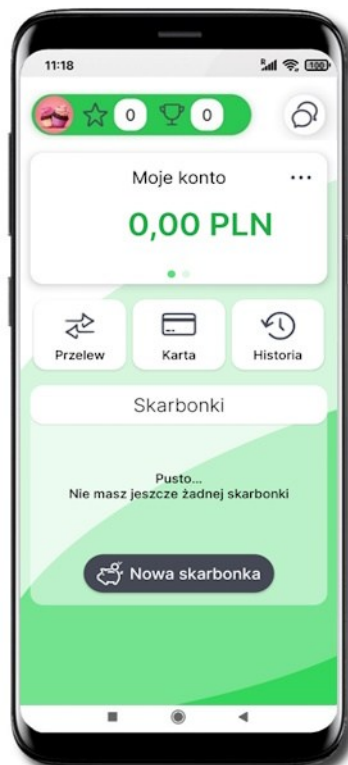 11:18
R
100
0
0
Moje konto
0,00 PLN
Przelew
Karta
Historia
Skarbonki
Pusto...
Nie masz jeszcze żadnej skarbonki
Nowa skarbonka